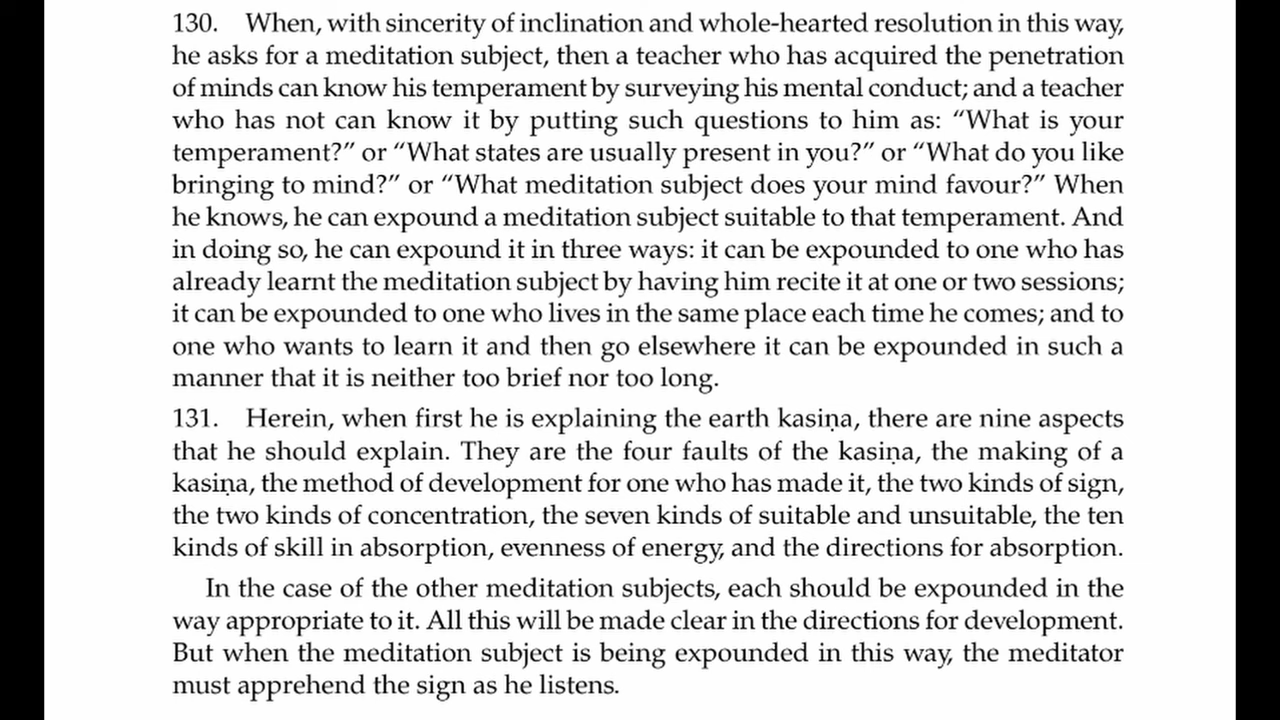 130. When, with sincerity of inclination and whole-hearted resolution in this way,
he asks for a meditation subject, then a teacher who has acquired the penetration
of minds can know his temperament by surveying his mental conduct; and a teacher
who has not can know it by putting such questions to him as: “What is your
temperament?” or “What states are usually present in you?” or “What do you like
bringing to mind?” or “What meditation subject does your mind favour?” When
he knows, he can expound a meditation subject suitable to that temperament. And
in doing so, he can expound it in three ways: it can be expounded to one who has
already learnt the meditation subject by having him recite it at one or two sessions;
it can be expounded to one who lives in the same place each time he comes; and to
one who wants to learn it and then go elsewhere it can be expounded in such a
manner that it is neither too brief nor too long.
131. Herein, when first he is explaining the earth kasiṇa, there are nine aspects
that he should explain. They are the four faults of the kasiṇa, the making of a
kasiṇa, the method of development for one who has made it, the two kinds of sign,
the two kinds of concentration, the seven kinds of suitable and unsuitable, the ten
kinds of skill in absorption, evenness of energy, and the directions for absorption.
In the case of the other meditation subjects, each should be expounded in the
way appropriate to it. All this will be made clear in the directions for development.
But when the meditation subject is being expounded in this way, the meditator
must apprehend the sign as he listens.